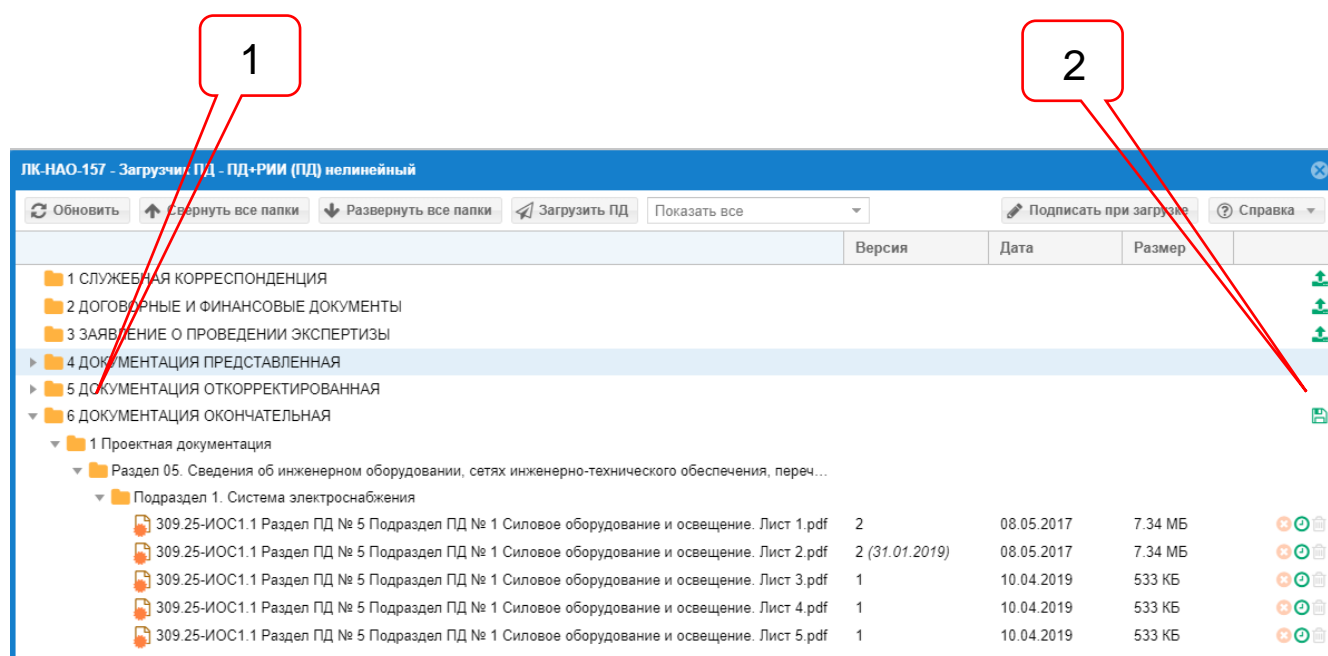 1
2
ЛК-НАО-157 - Загрузчик ПД - ПД+РИИ (ПД) нелинейный
Обновить Свернуть все папки Развернуть все папки Загрузить ПД Показать все Подписать при загрузке Справка
Версия Дата Размер
1 СЛУЖЕБНАЯ КОРРЕСПОНДЕНЦИЯ
2 ДОГОВОРНЫЕ И ФИНАНСОВЫЕ ДОКУМЕНТЫ
3 ЗАЯВЛЕНИЕ О ПРОВЕДЕНИИ ЭКСПЕРТИЗЫ
4 ДОКУМЕНТАЦИЯ ПРЕДСТАВЛЕННАЯ
5 ДОКУМЕНТАЦИЯ ОТКОРРЕКТИРОВАННАЯ
6 ДОКУМЕНТАЦИЯ ОКОНЧАТЕЛЬНАЯ
1 Проектная документация
Раздел 05. Сведения об инженерном оборудовании, сетях инженерно-технического обеспечения, переч...
Подраздел 1. Система электроснабжения
309.25-ИОС1.1 Раздел ПД № 5 Подраздел ПД № 1 Силовое оборудование и освещение. Лист 1.pdf 2 08.05.2017 7.34 МБ
309.25-ИОС1.1 Раздел ПД № 5 Подраздел ПД № 1 Силовое оборудование и освещение. Лист 2.pdf 2 (31.01.2019) 08.05.2017 7.34 МБ
309.25-ИОС1.1 Раздел ПД № 5 Подраздел ПД № 1 Силовое оборудование и освещение. Лист 3.pdf 1 10.04.2019 533 КБ
309.25-ИОС1.1 Раздел ПД № 5 Подраздел ПД № 1 Силовое оборудование и освещение. Лист 4.pdf 1 10.04.2019 533 КБ
309.25-ИОС1.1 Раздел ПД № 5 Подраздел ПД № 1 Силовое оборудование и освещение. Лист 5.pdf 1 10.04.2019 533 КБ